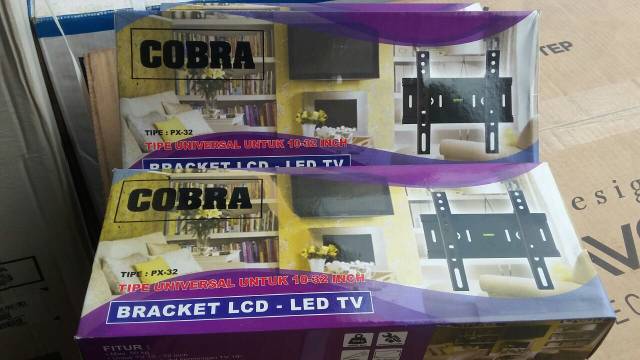 COBRA
TIPE : PX-32
TIPE UNIVERSAL UNTUK 10-32 INCH
BRACKET LCD - LED TV
COBRA
TIPE : PX-32
TIPE UNIVERSAL UNTUK 10-32 INCH
BRACKET LCD - LED TV
FITUR :